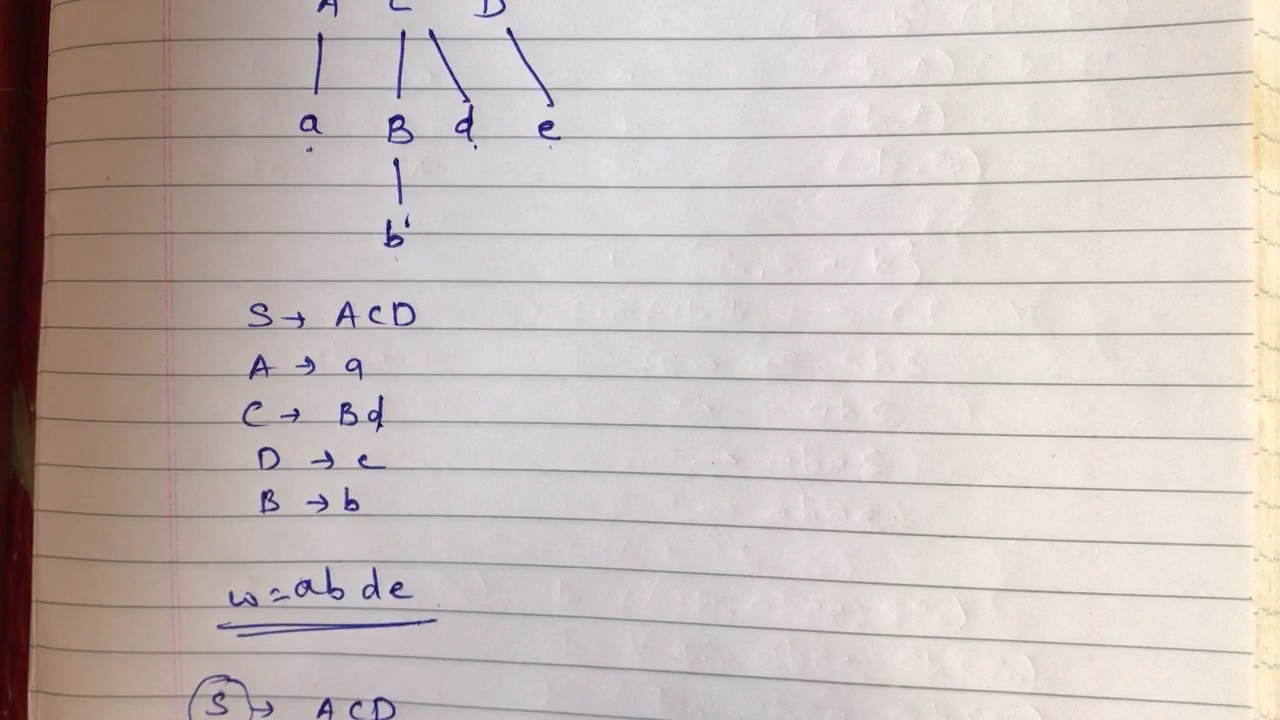 A C D
a B d e
b'
S → ACD
A → a
C → Bd
D → e
B → b
w = abde
S → ACD